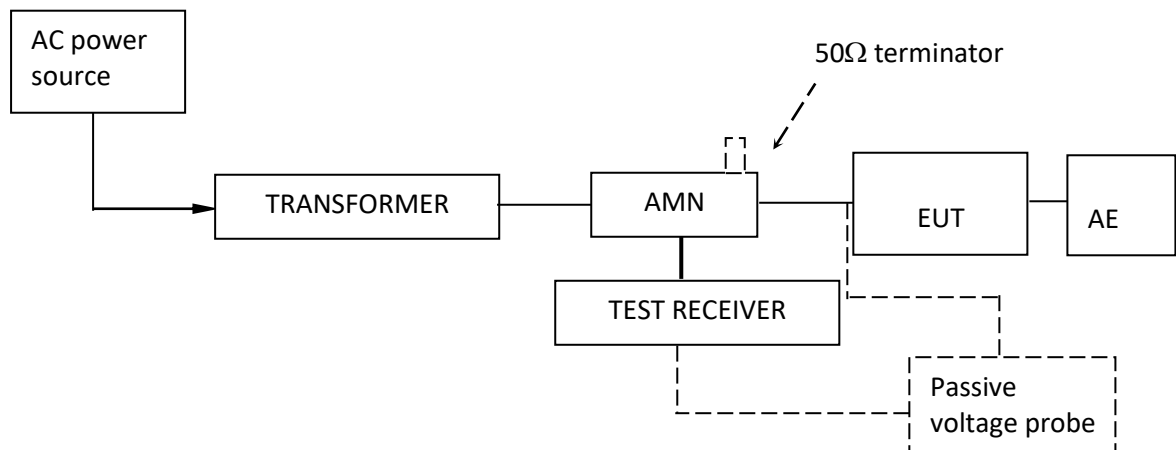 AC power
source
50Ω terminator
TRANSFORMER
AMN
EUT
AE
TEST RECEIVER
Passive
voltage probe